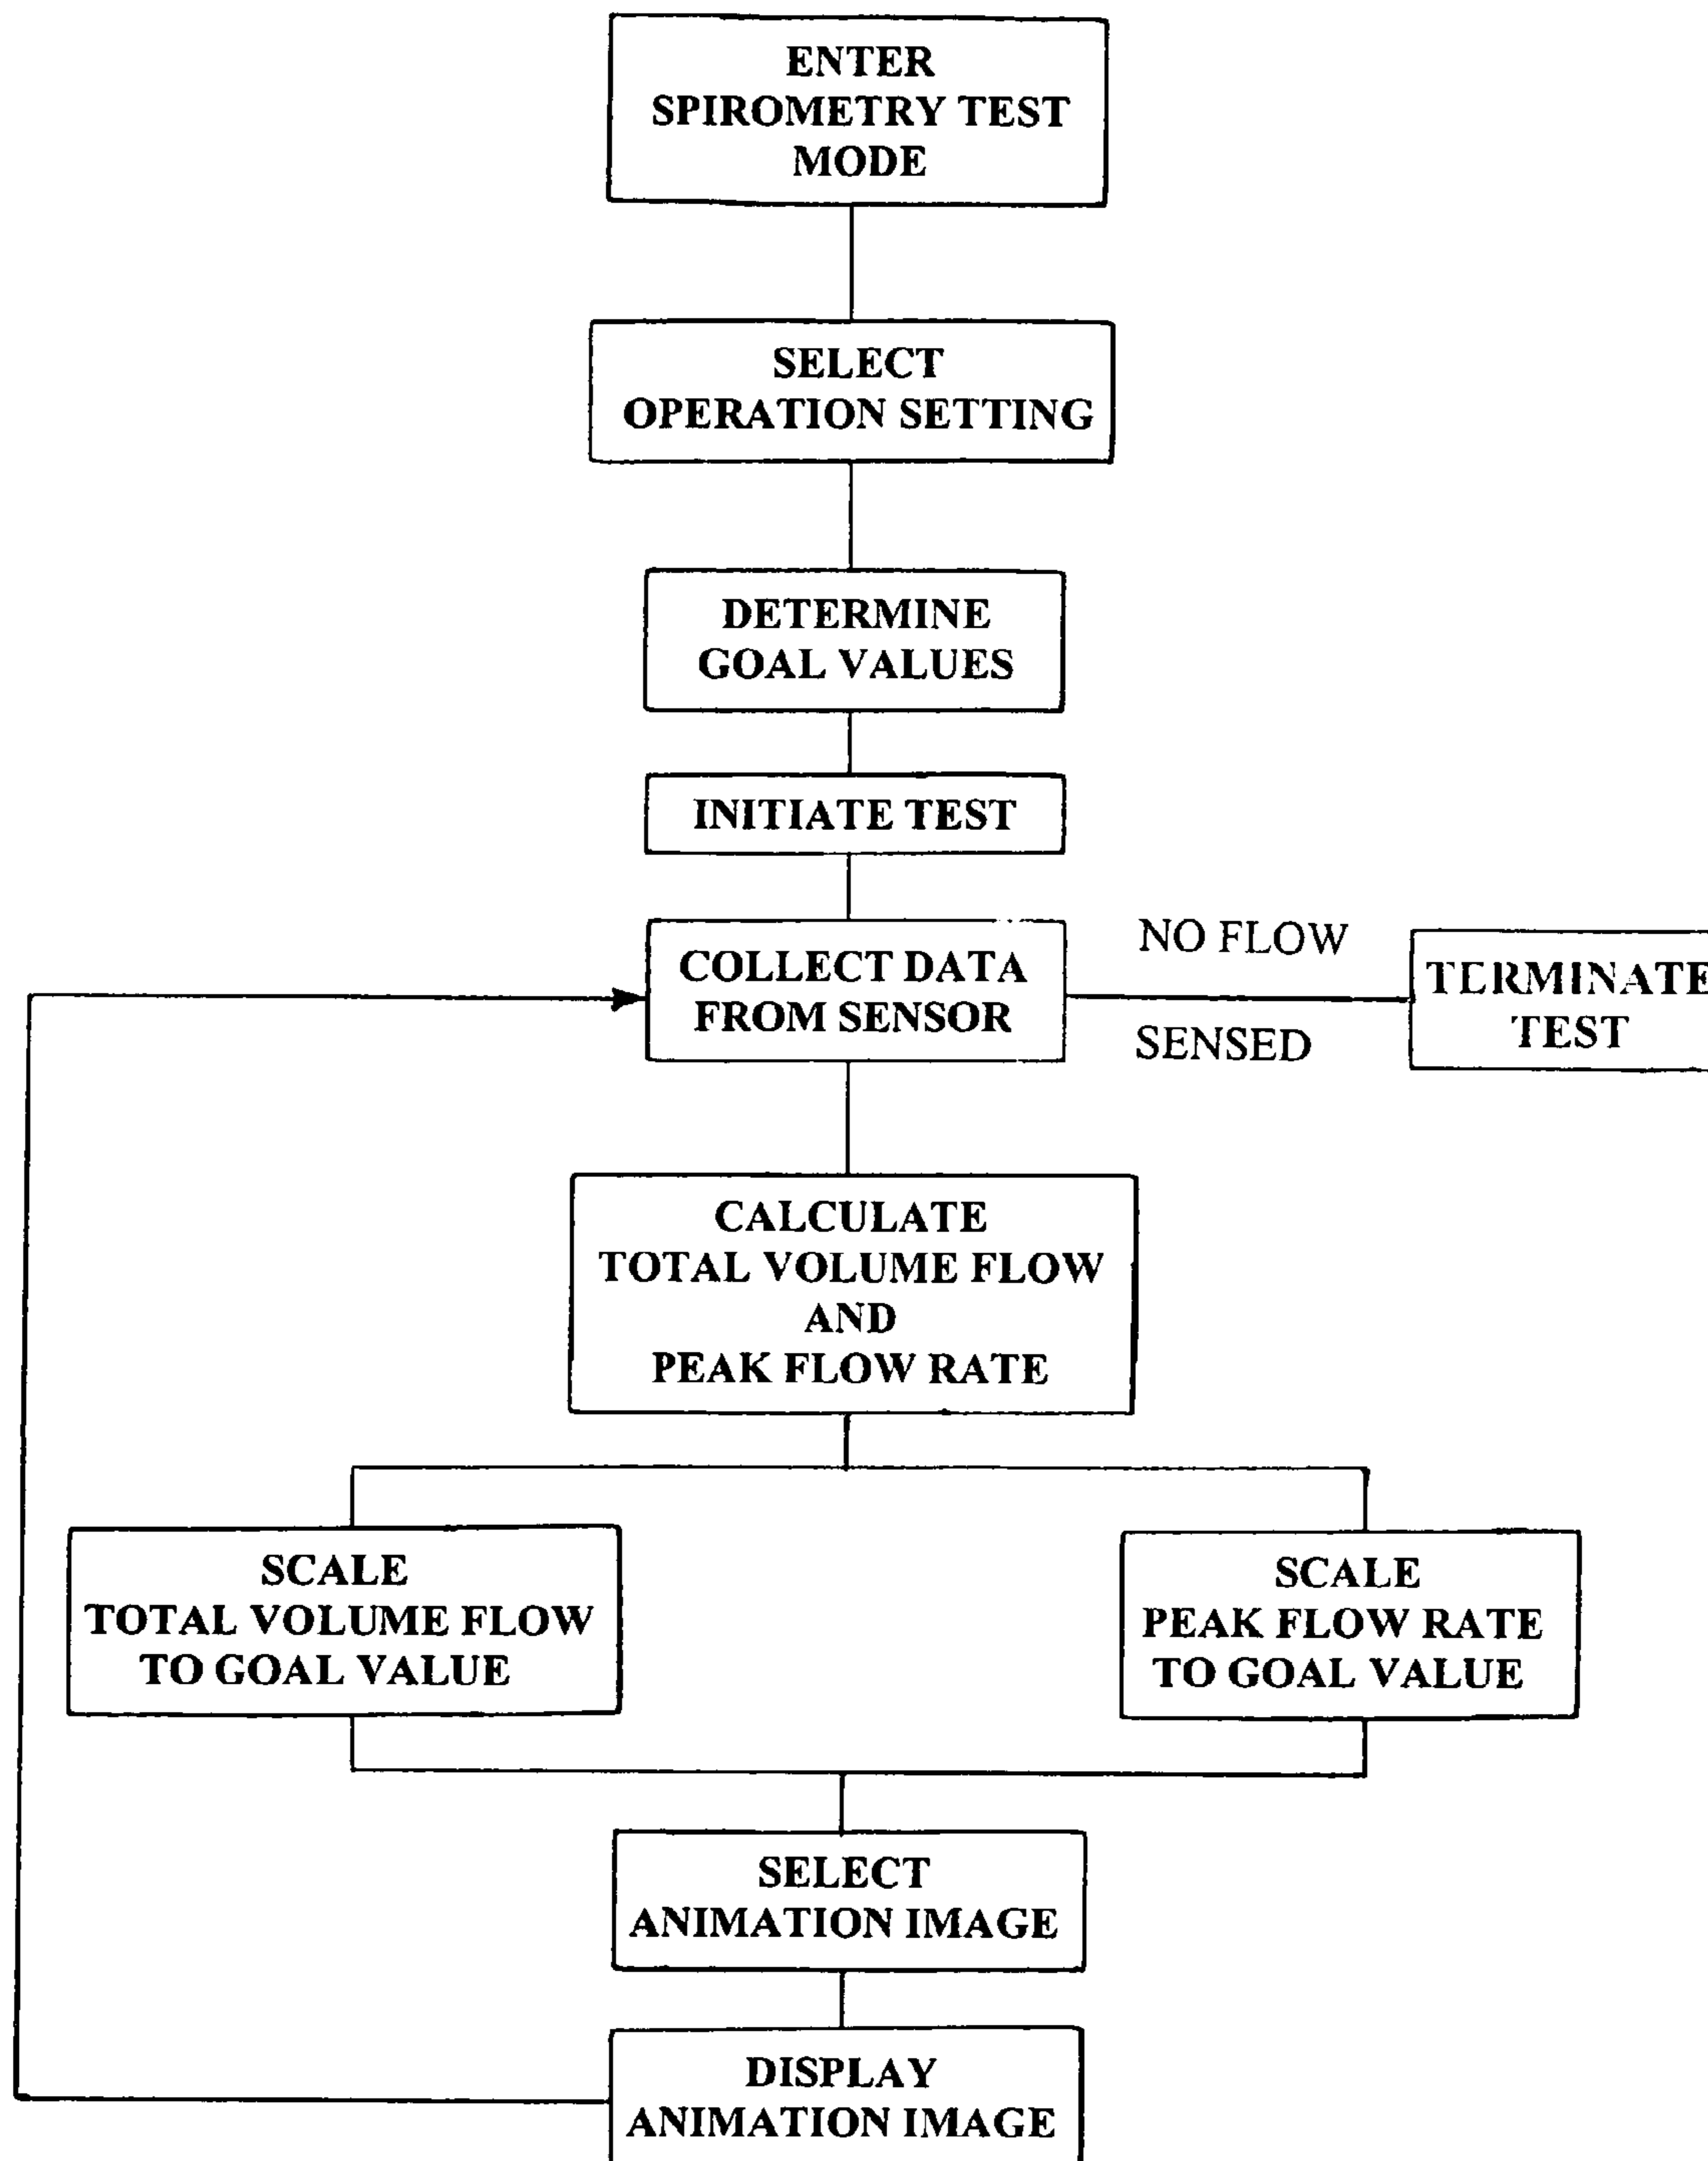 ENTER
SPIROMETRY TEST
MODE
SELECT
OPERATION SETTING
DETERMINE
GOAL VALUES
INITIATE TEST
COLLECT DATA
FROM SENSOR
NO FLOW
SENSED
TERMINATE
TEST
CALCULATE
TOTAL VOLUME FLOW
AND
PEAK FLOW RATE
SCALE
TOTAL VOLUME FLOW
TO GOAL VALUE
SCALE
PEAK FLOW RATE
TO GOAL VALUE
SELECT
ANIMATION IMAGE
DISPLAY
ANIMATION IMAGE